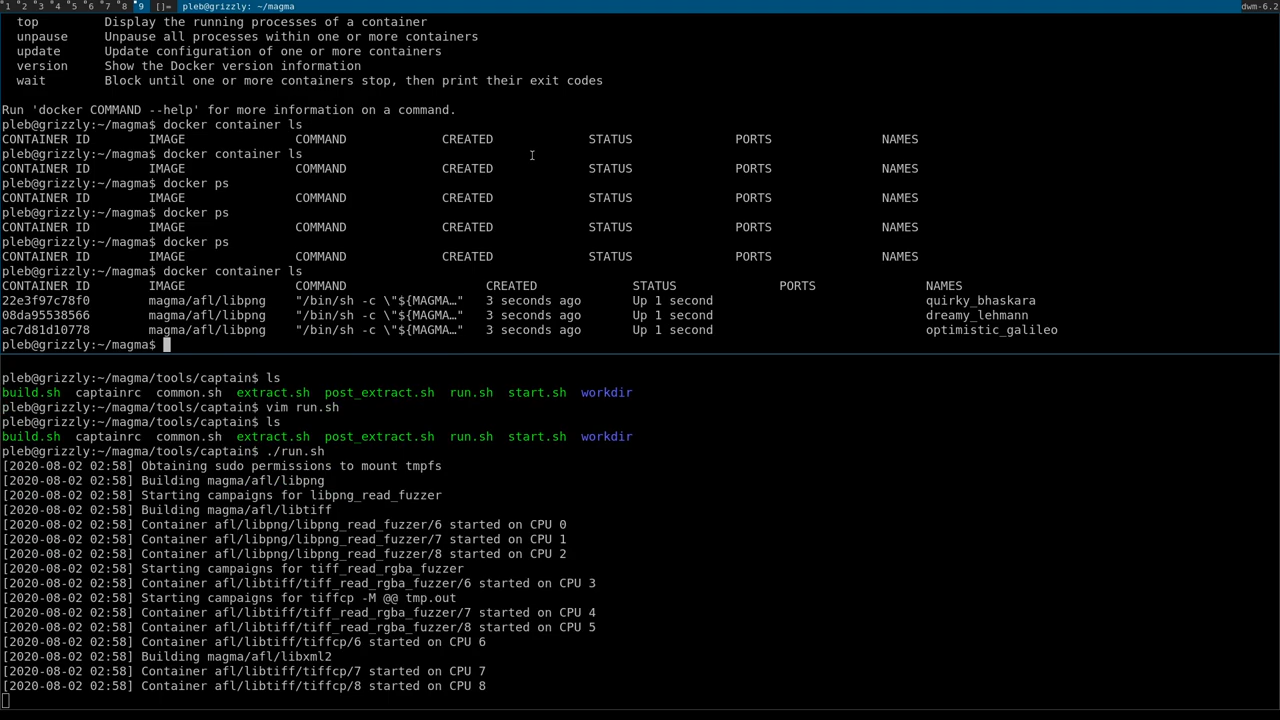 1 2 3 4 5 6 7 8 9 []= pleb@grizzly: ~/magma dwm-6.2
top Display the running processes of a container
unpause Unpause all processes within one or more containers
update Update configuration of one or more containers
version Show the Docker version information
wait Block until one or more containers stop, then print their exit codes
Run 'docker COMMAND --help' for more information on a command.
pleb@grizzly:~/magma$ docker container ls
CONTAINER ID IMAGE COMMAND CREATED STATUS PORTS NAMES
pleb@grizzly:~/magma$ docker container ls
CONTAINER ID IMAGE COMMAND CREATED STATUS PORTS NAMES
pleb@grizzly:~/magma$ docker ps
CONTAINER ID IMAGE COMMAND CREATED STATUS PORTS NAMES
pleb@grizzly:~/magma$ docker ps
CONTAINER ID IMAGE COMMAND CREATED STATUS PORTS NAMES
pleb@grizzly:~/magma$ docker ps
CONTAINER ID IMAGE COMMAND CREATED STATUS PORTS NAMES
pleb@grizzly:~/magma$ docker container ls
CONTAINER ID IMAGE COMMAND CREATED STATUS PORTS NAMES
22e3f97c78f0 magma/afl/libpng "/bin/sh -c \"${MAGMA…" 3 seconds ago Up 1 second quirky_bhaskara
08da95538566 magma/afl/libpng "/bin/sh -c \"${MAGMA…" 3 seconds ago Up 1 second dreamy_lehmann
ac7d81d10778 magma/afl/libpng "/bin/sh -c \"${MAGMA…" 3 seconds ago Up 1 second optimistic_galileo
pleb@grizzly:~/magma$
pleb@grizzly:~/magma/tools/captain$ ls
build.sh captainrc common.sh extract.sh post_extract.sh run.sh start.sh workdir
pleb@grizzly:~/magma/tools/captain$ vim run.sh
pleb@grizzly:~/magma/tools/captain$ ls
build.sh captainrc common.sh extract.sh post_extract.sh run.sh start.sh workdir
pleb@grizzly:~/magma/tools/captain$ ./run.sh
[2020-08-02 02:58] Obtaining sudo permissions to mount tmpfs
[2020-08-02 02:58] Building magma/afl/libpng
[2020-08-02 02:58] Starting campaigns for libpng_read_fuzzer
[2020-08-02 02:58] Building magma/afl/libtiff
[2020-08-02 02:58] Container afl/libpng/libpng_read_fuzzer/6 started on CPU 0
[2020-08-02 02:58] Container afl/libpng/libpng_read_fuzzer/7 started on CPU 1
[2020-08-02 02:58] Container afl/libpng/libpng_read_fuzzer/8 started on CPU 2
[2020-08-02 02:58] Starting campaigns for tiff_read_rgba_fuzzer
[2020-08-02 02:58] Container afl/libtiff/tiff_read_rgba_fuzzer/6 started on CPU 3
[2020-08-02 02:58] Starting campaigns for tiffcp -M @@ tmp.out
[2020-08-02 02:58] Container afl/libtiff/tiff_read_rgba_fuzzer/7 started on CPU 4
[2020-08-02 02:58] Container afl/libtiff/tiff_read_rgba_fuzzer/8 started on CPU 5
[2020-08-02 02:58] Container afl/libtiff/tiffcp/6 started on CPU 6
[2020-08-02 02:58] Building magma/afl/libxml2
[2020-08-02 02:58] Container afl/libtiff/tiffcp/7 started on CPU 7
[2020-08-02 02:58] Container afl/libtiff/tiffcp/8 started on CPU 8